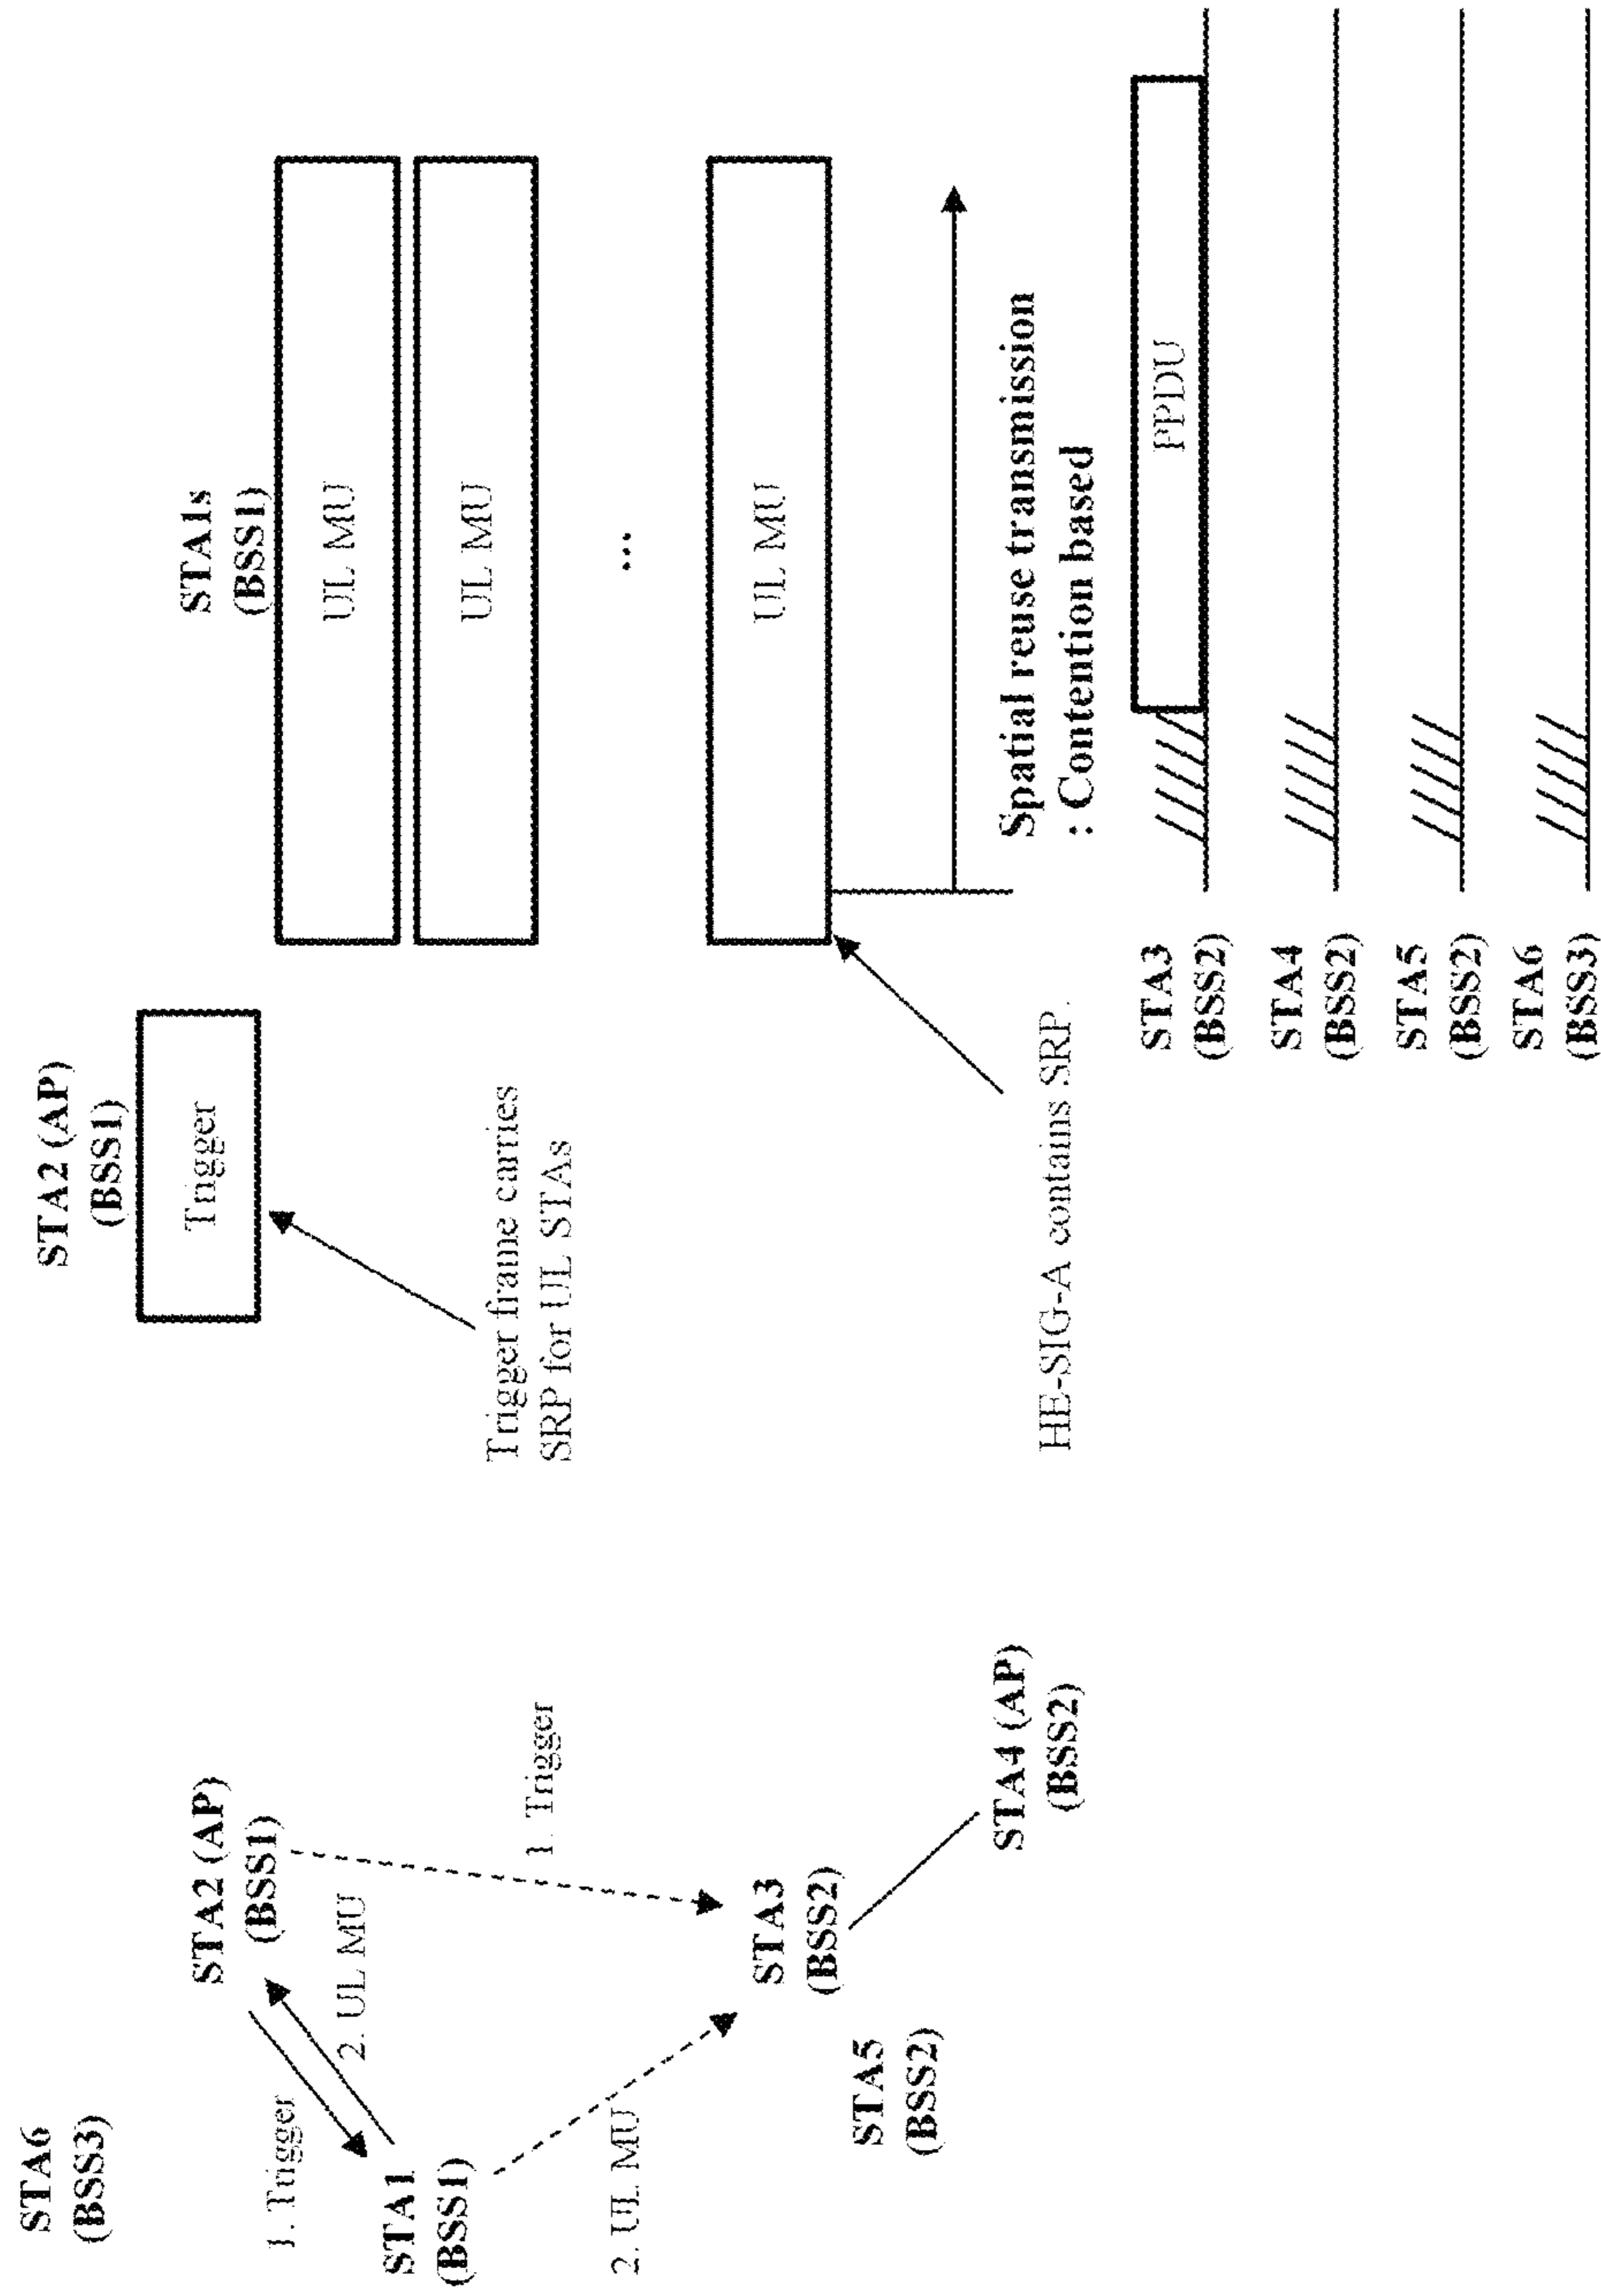 STA6
(BSS3)
STA2 (AP)
(BSS1)
1. Trigger
2. UL MU
STA1
(BSS1)
1. Trigger
2. UL MU
STA3
(BSS2)
STA5
(BSS2)
STA4 (AP)
(BSS2)
STA2 (AP)
(BSS1)
Trigger
Trigger frame carries
SRP for UL STAs
STA1s
(BSS1)
UL MU
UL MU
...
UL MU
HE-SIG-A contains SRP.
Spatial reuse transmission
: Contention based
STA3
(BSS2)
PPDU
STA4
(BSS2)
STA5
(BSS2)
STA6
(BSS3)